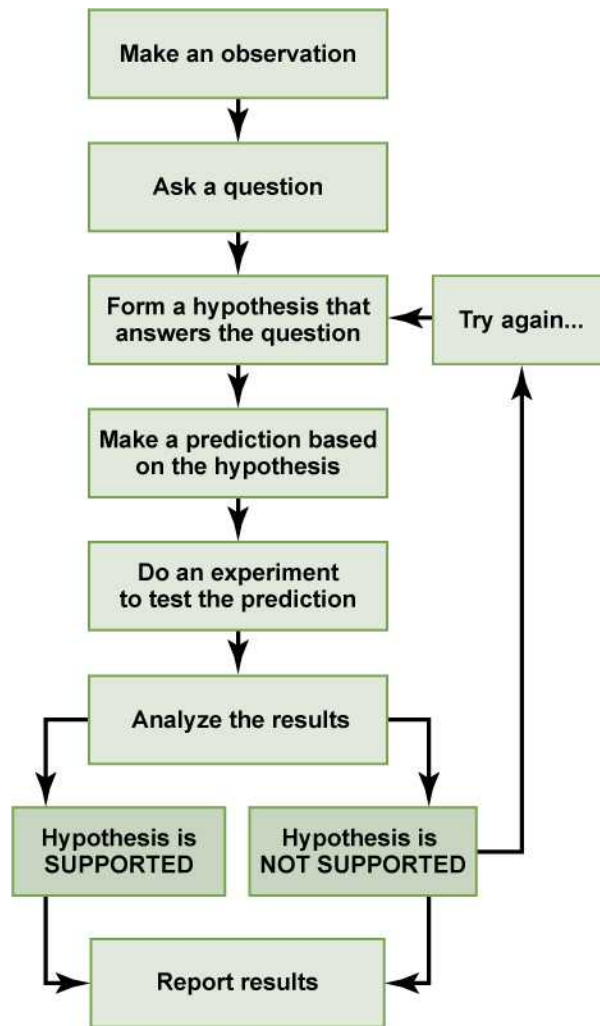 Make an observation
Ask a question
Form a hypothesis that
answers the question
Try again...
Make a prediction based
on the hypothesis
Do an experiment
to test the prediction
Analyze the results
Hypothesis is
SUPPORTED
Hypothesis is
NOT SUPPORTED
Report results